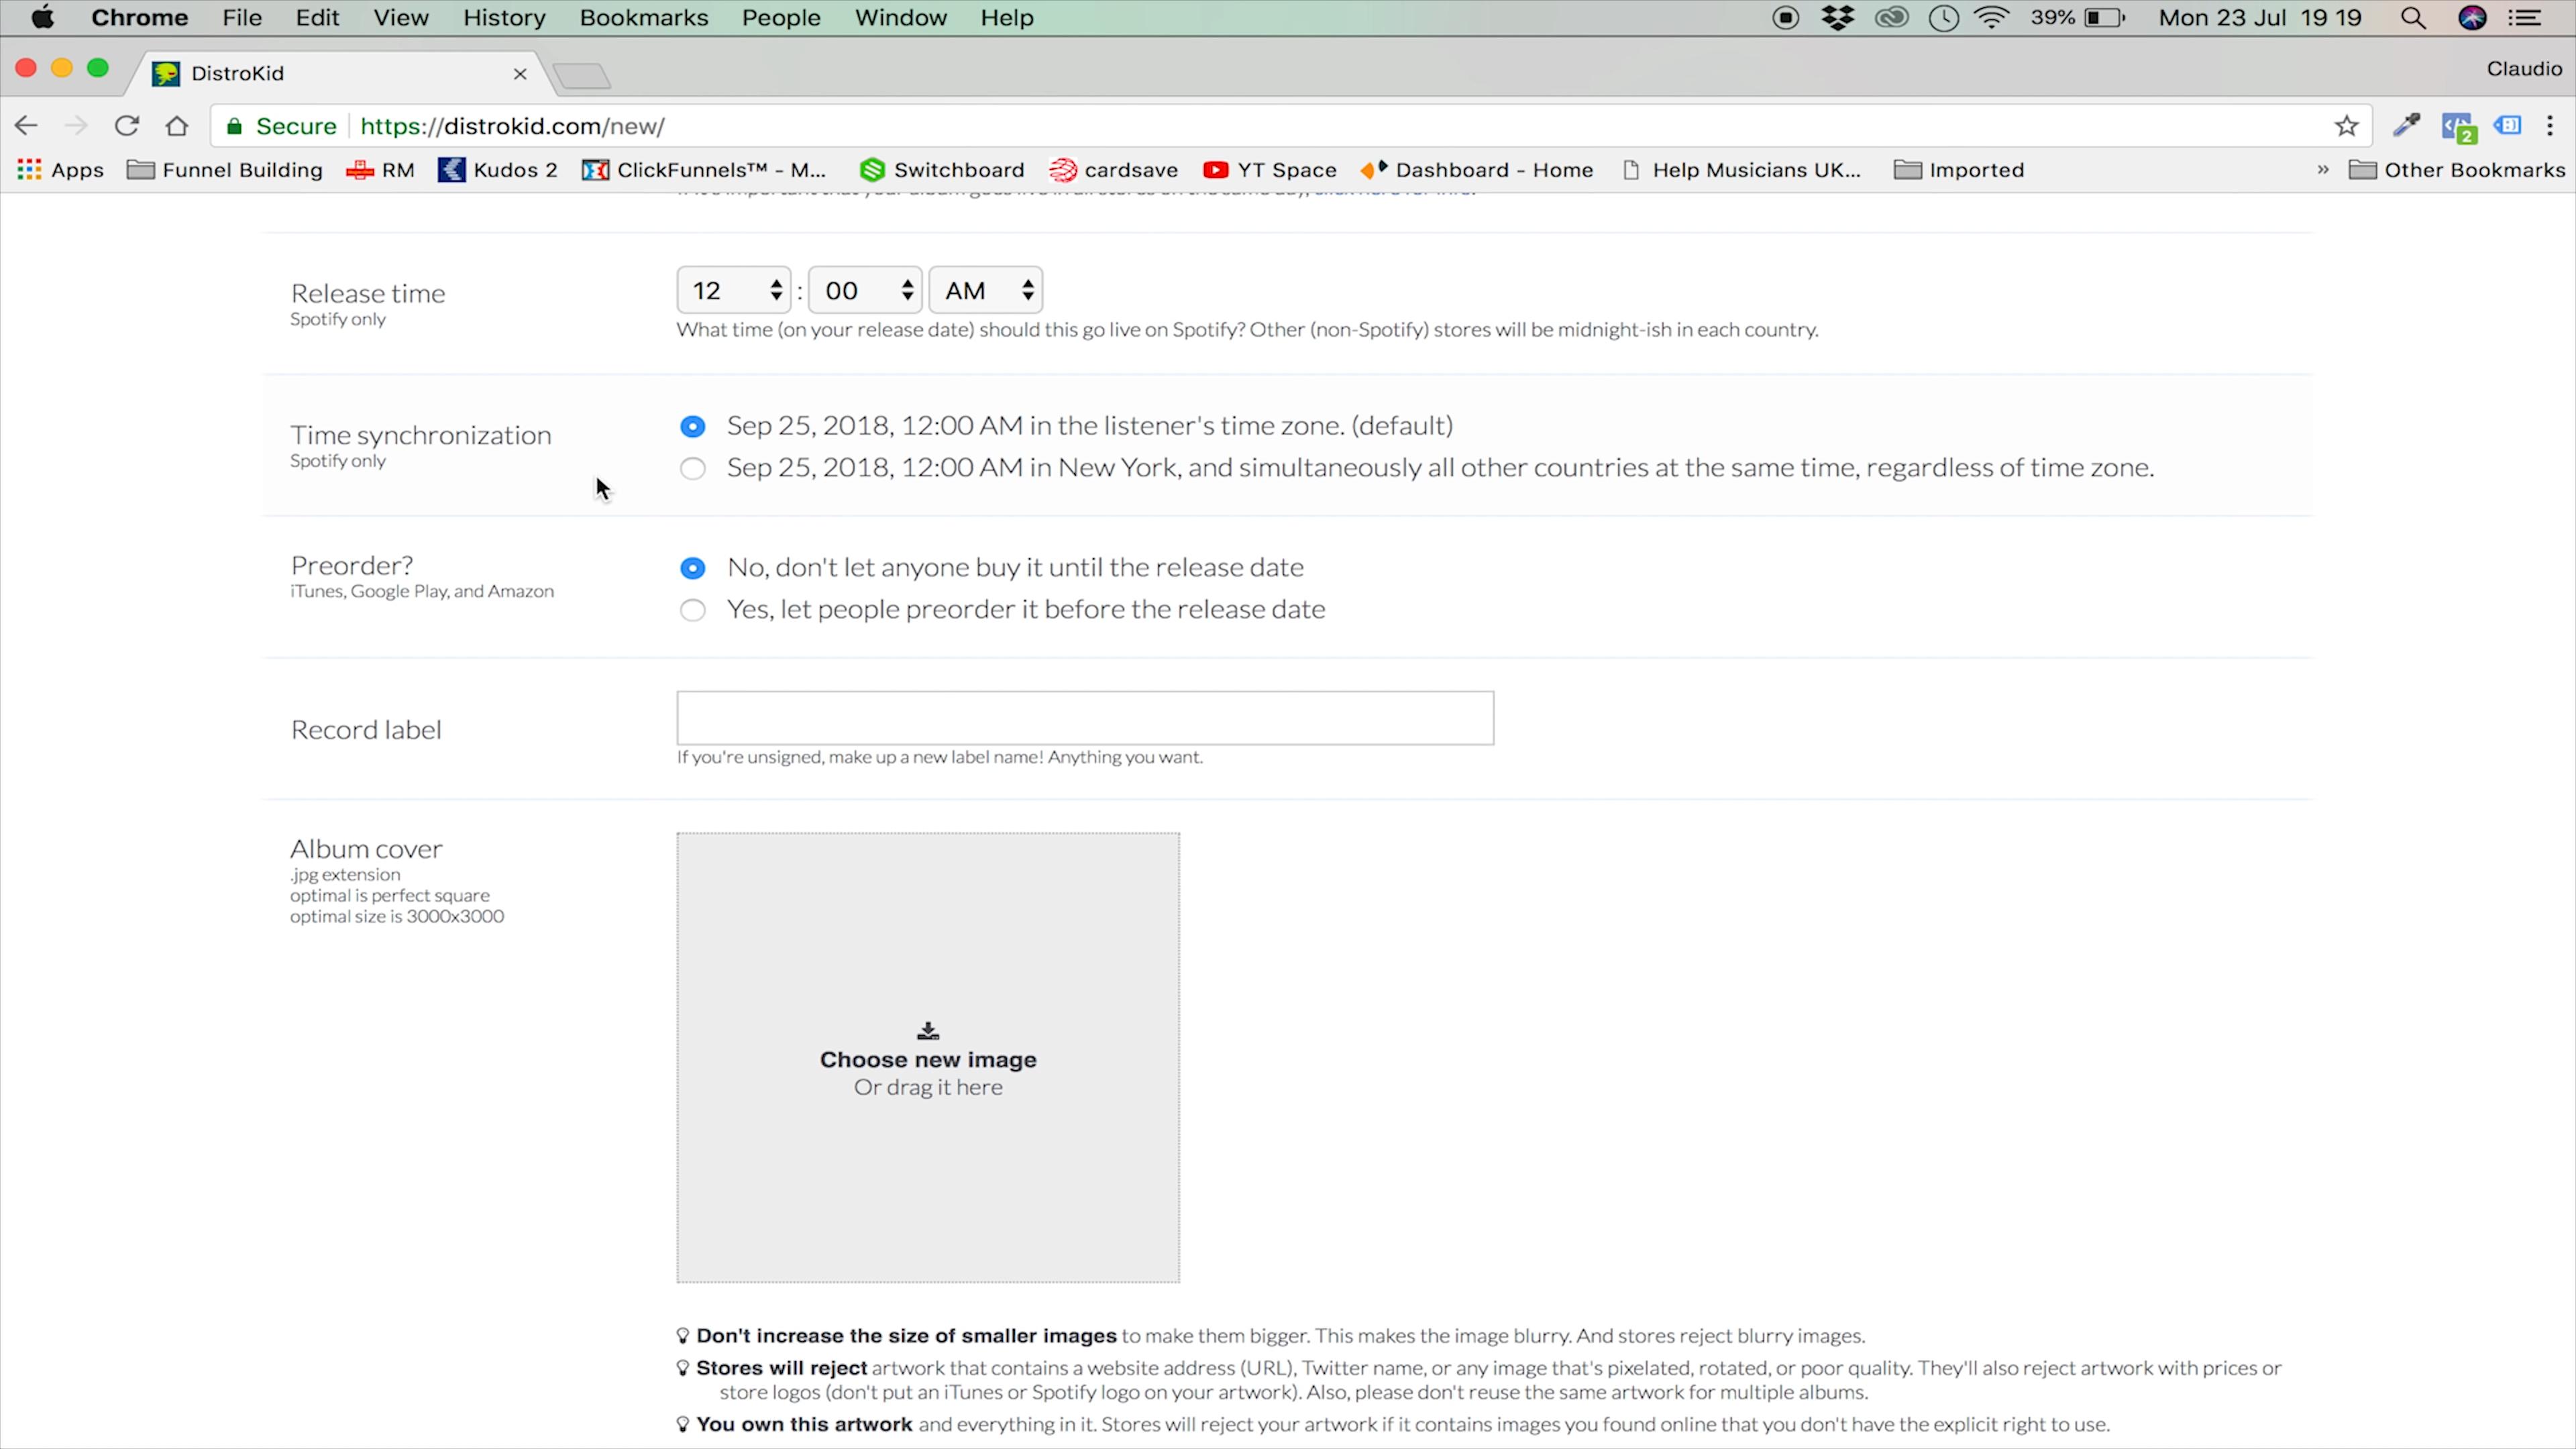 Chrome File Edit View History Bookmarks People Window Help 39% Mon 23 Jul 19 19
DistroKid Claudio
Secure https://distrokid.com/new/ 2
Apps Funnel Building RM Kudos 2 ClickFunnels™ - M... Switchboard cardsave YT Space Dashboard - Home Help Musicians UK... Imported » Other Bookmarks
Release time
Spotify only
12 : 00 AM
What time (on your release date) should this go live on Spotify? Other (non-Spotify) stores will be midnight-ish in each country.
Time synchronization
Spotify only
Sep 25, 2018, 12:00 AM in the listener's time zone. (default)
Sep 25, 2018, 12:00 AM in New York, and simultaneously all other countries at the same time, regardless of time zone.
Preorder?
iTunes, Google Play, and Amazon
No, don't let anyone buy it until the release date
Yes, let people preorder it before the release date
Record label
If you're unsigned, make up a new label name! Anything you want.
Album cover
.jpg extension
optimal is perfect square
optimal size is 3000x3000
Choose new image
Or drag it here
Don't increase the size of smaller images to make them bigger. This makes the image blurry. And stores reject blurry images.
Stores will reject artwork that contains a website address (URL), Twitter name, or any image that's pixelated, rotated, or poor quality. They'll also reject artwork with prices or
store logos (don't put an iTunes or Spotify logo on your artwork). Also, please don't reuse the same artwork for multiple albums.
You own this artwork and everything in it. Stores will reject your artwork if it contains images you found online that you don't have the explicit right to use.